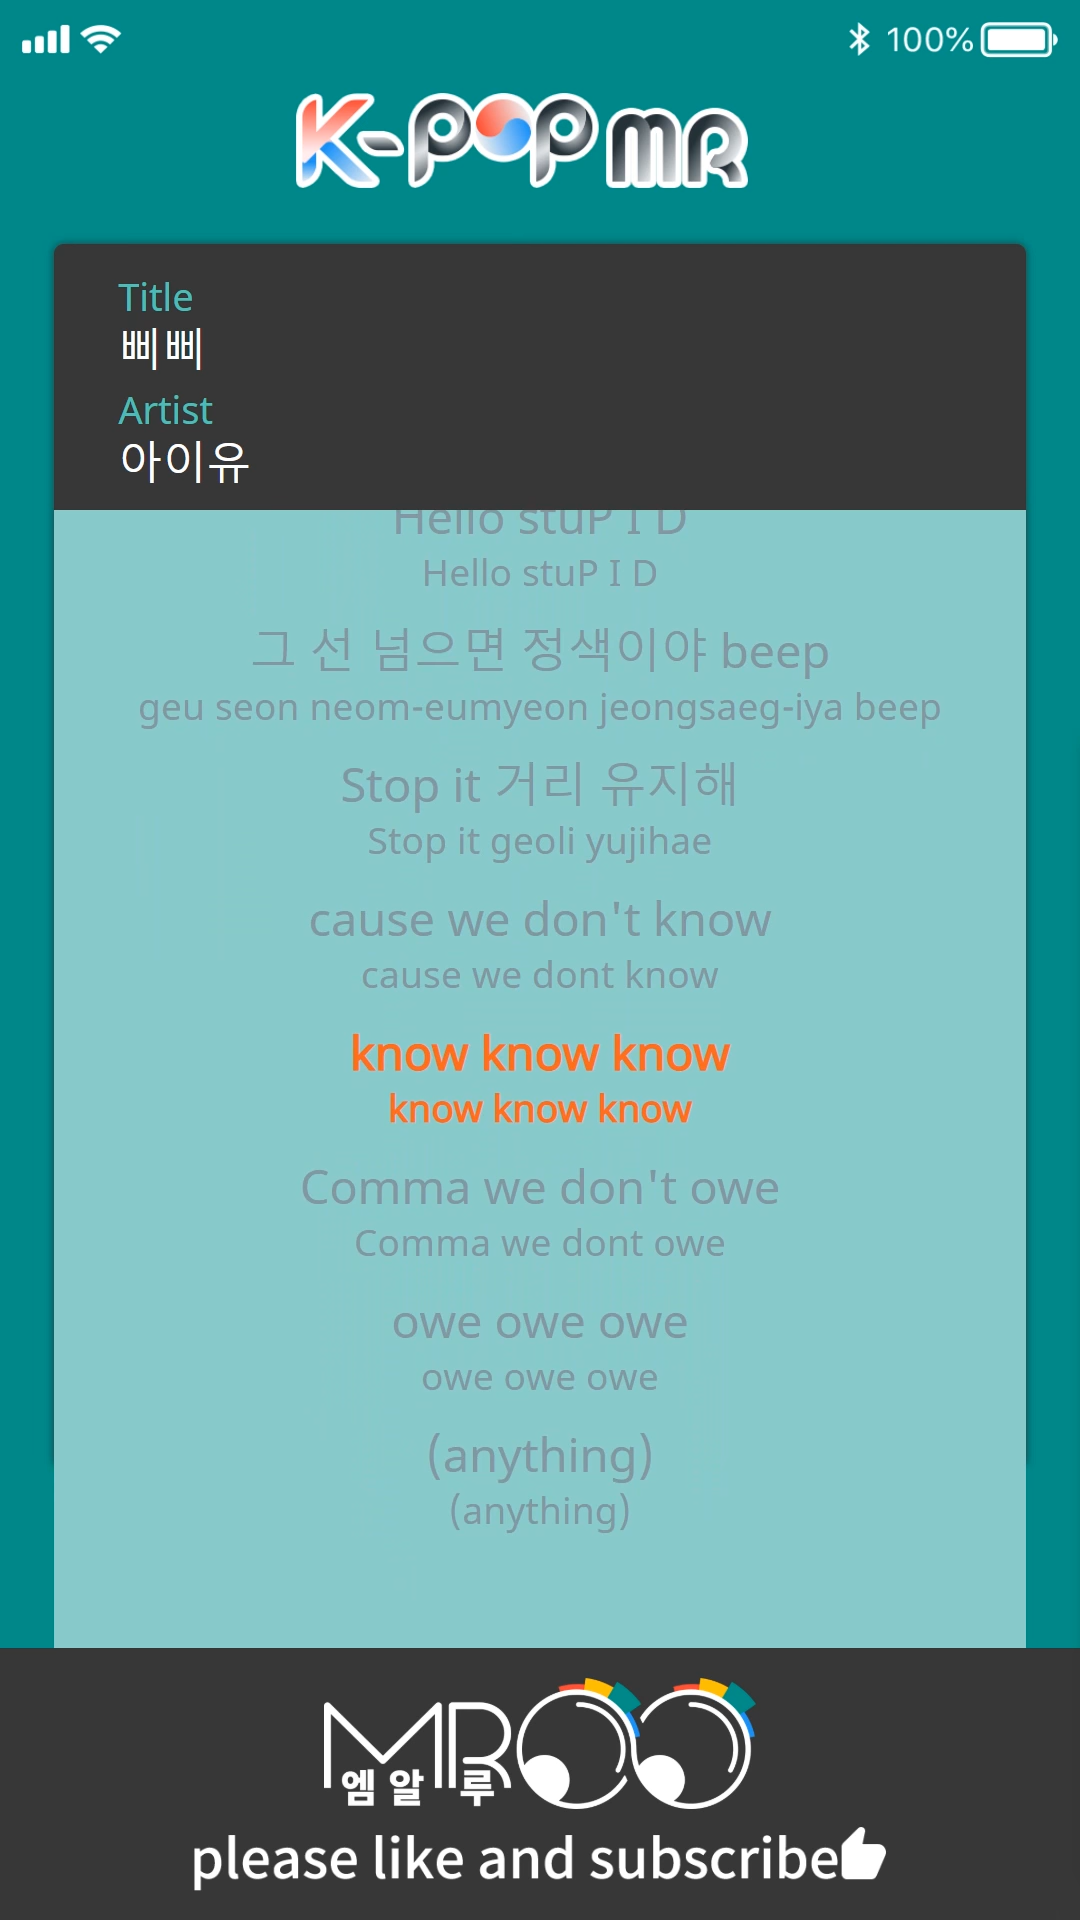 100%
K-POP MR
Title
삐삐
Artist
아이유
Hello stuP I D
Hello stuP I D
그 선 넘으면 정색이야 beep
geu seon neom-eumyeon jeongsaeg-iya beep
Stop it 거리 유지해
Stop it geoli yujihae
cause we don't know
cause we dont know
know know know
know know know
Comma we don't owe
Comma we dont owe
owe owe owe
owe owe owe
(anything)
(anything)
MROO
엠알루
please like and subscribe